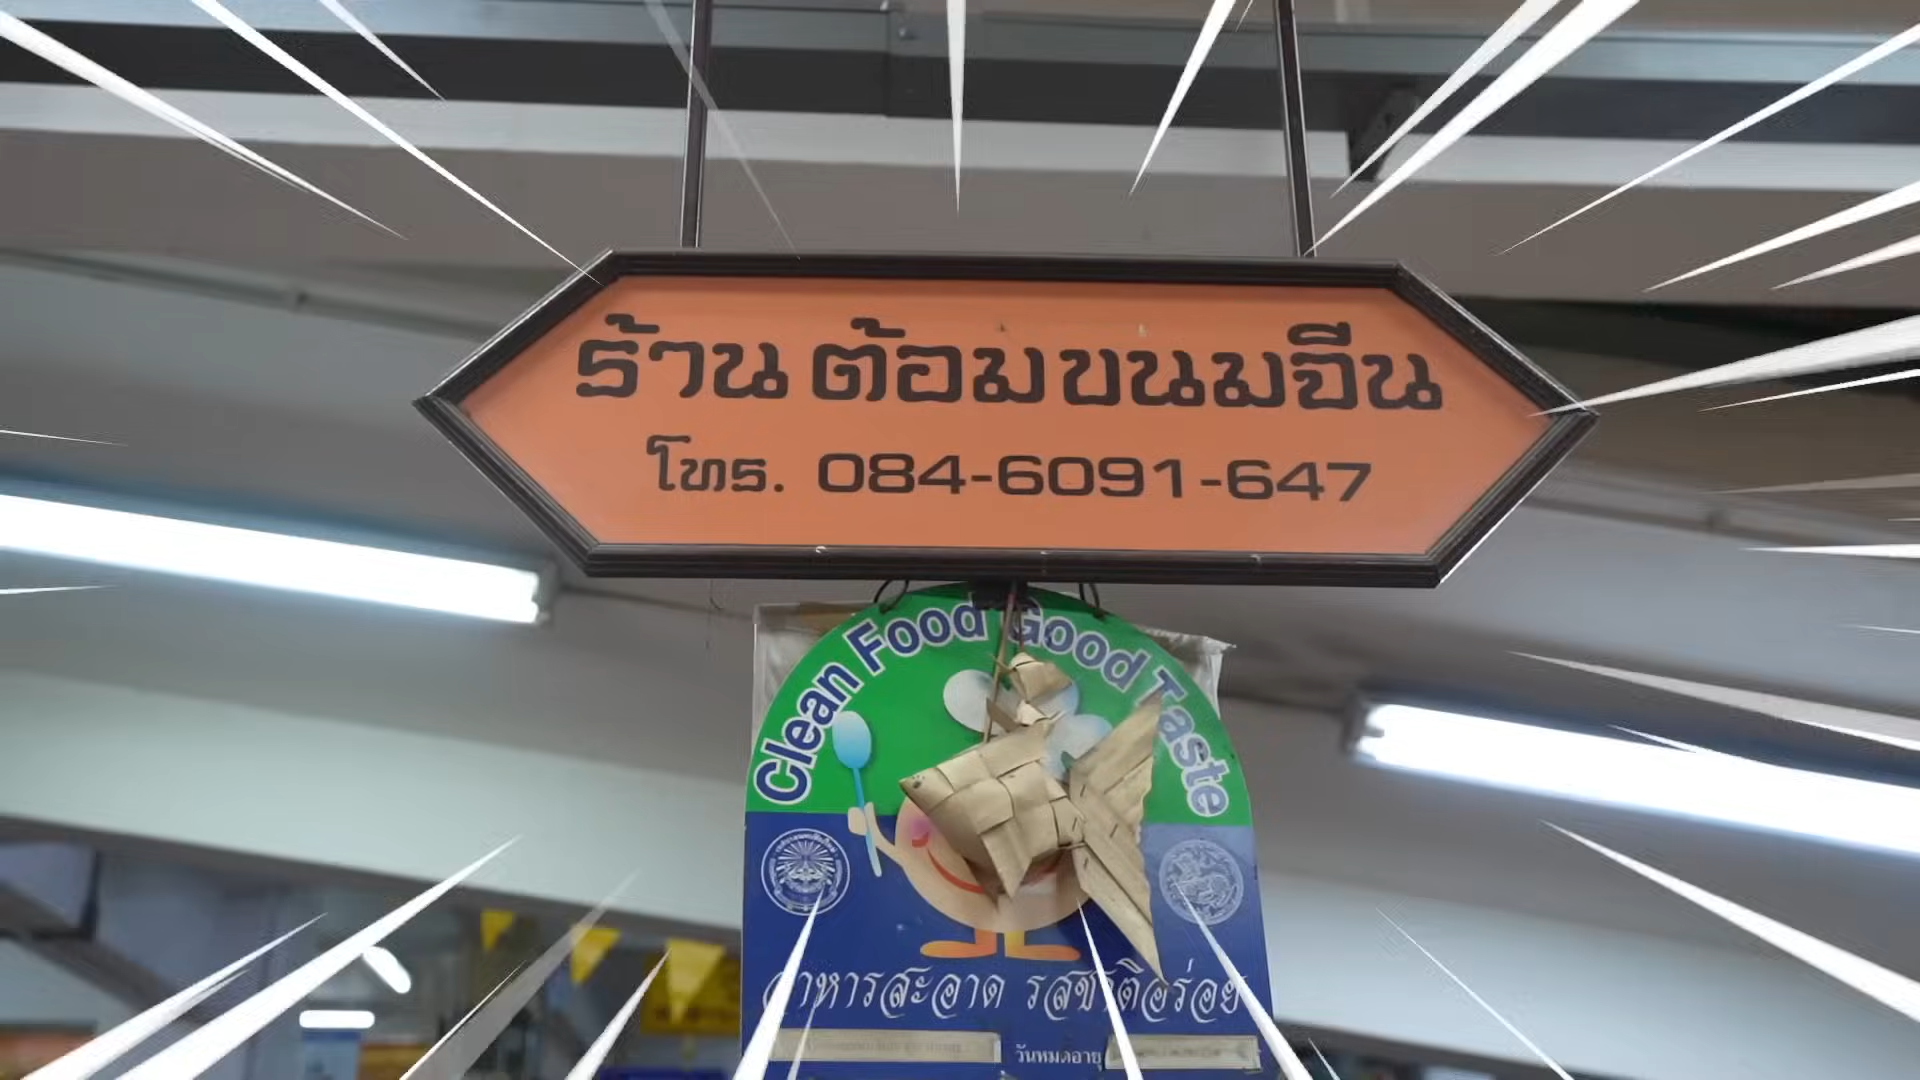 ร้าน ต้อมขนมจีน
โทร. 084-6091-647
Clean Food Good Taste
อาหารสะอาด รสชาติอร่อย
วันหมดอายุ